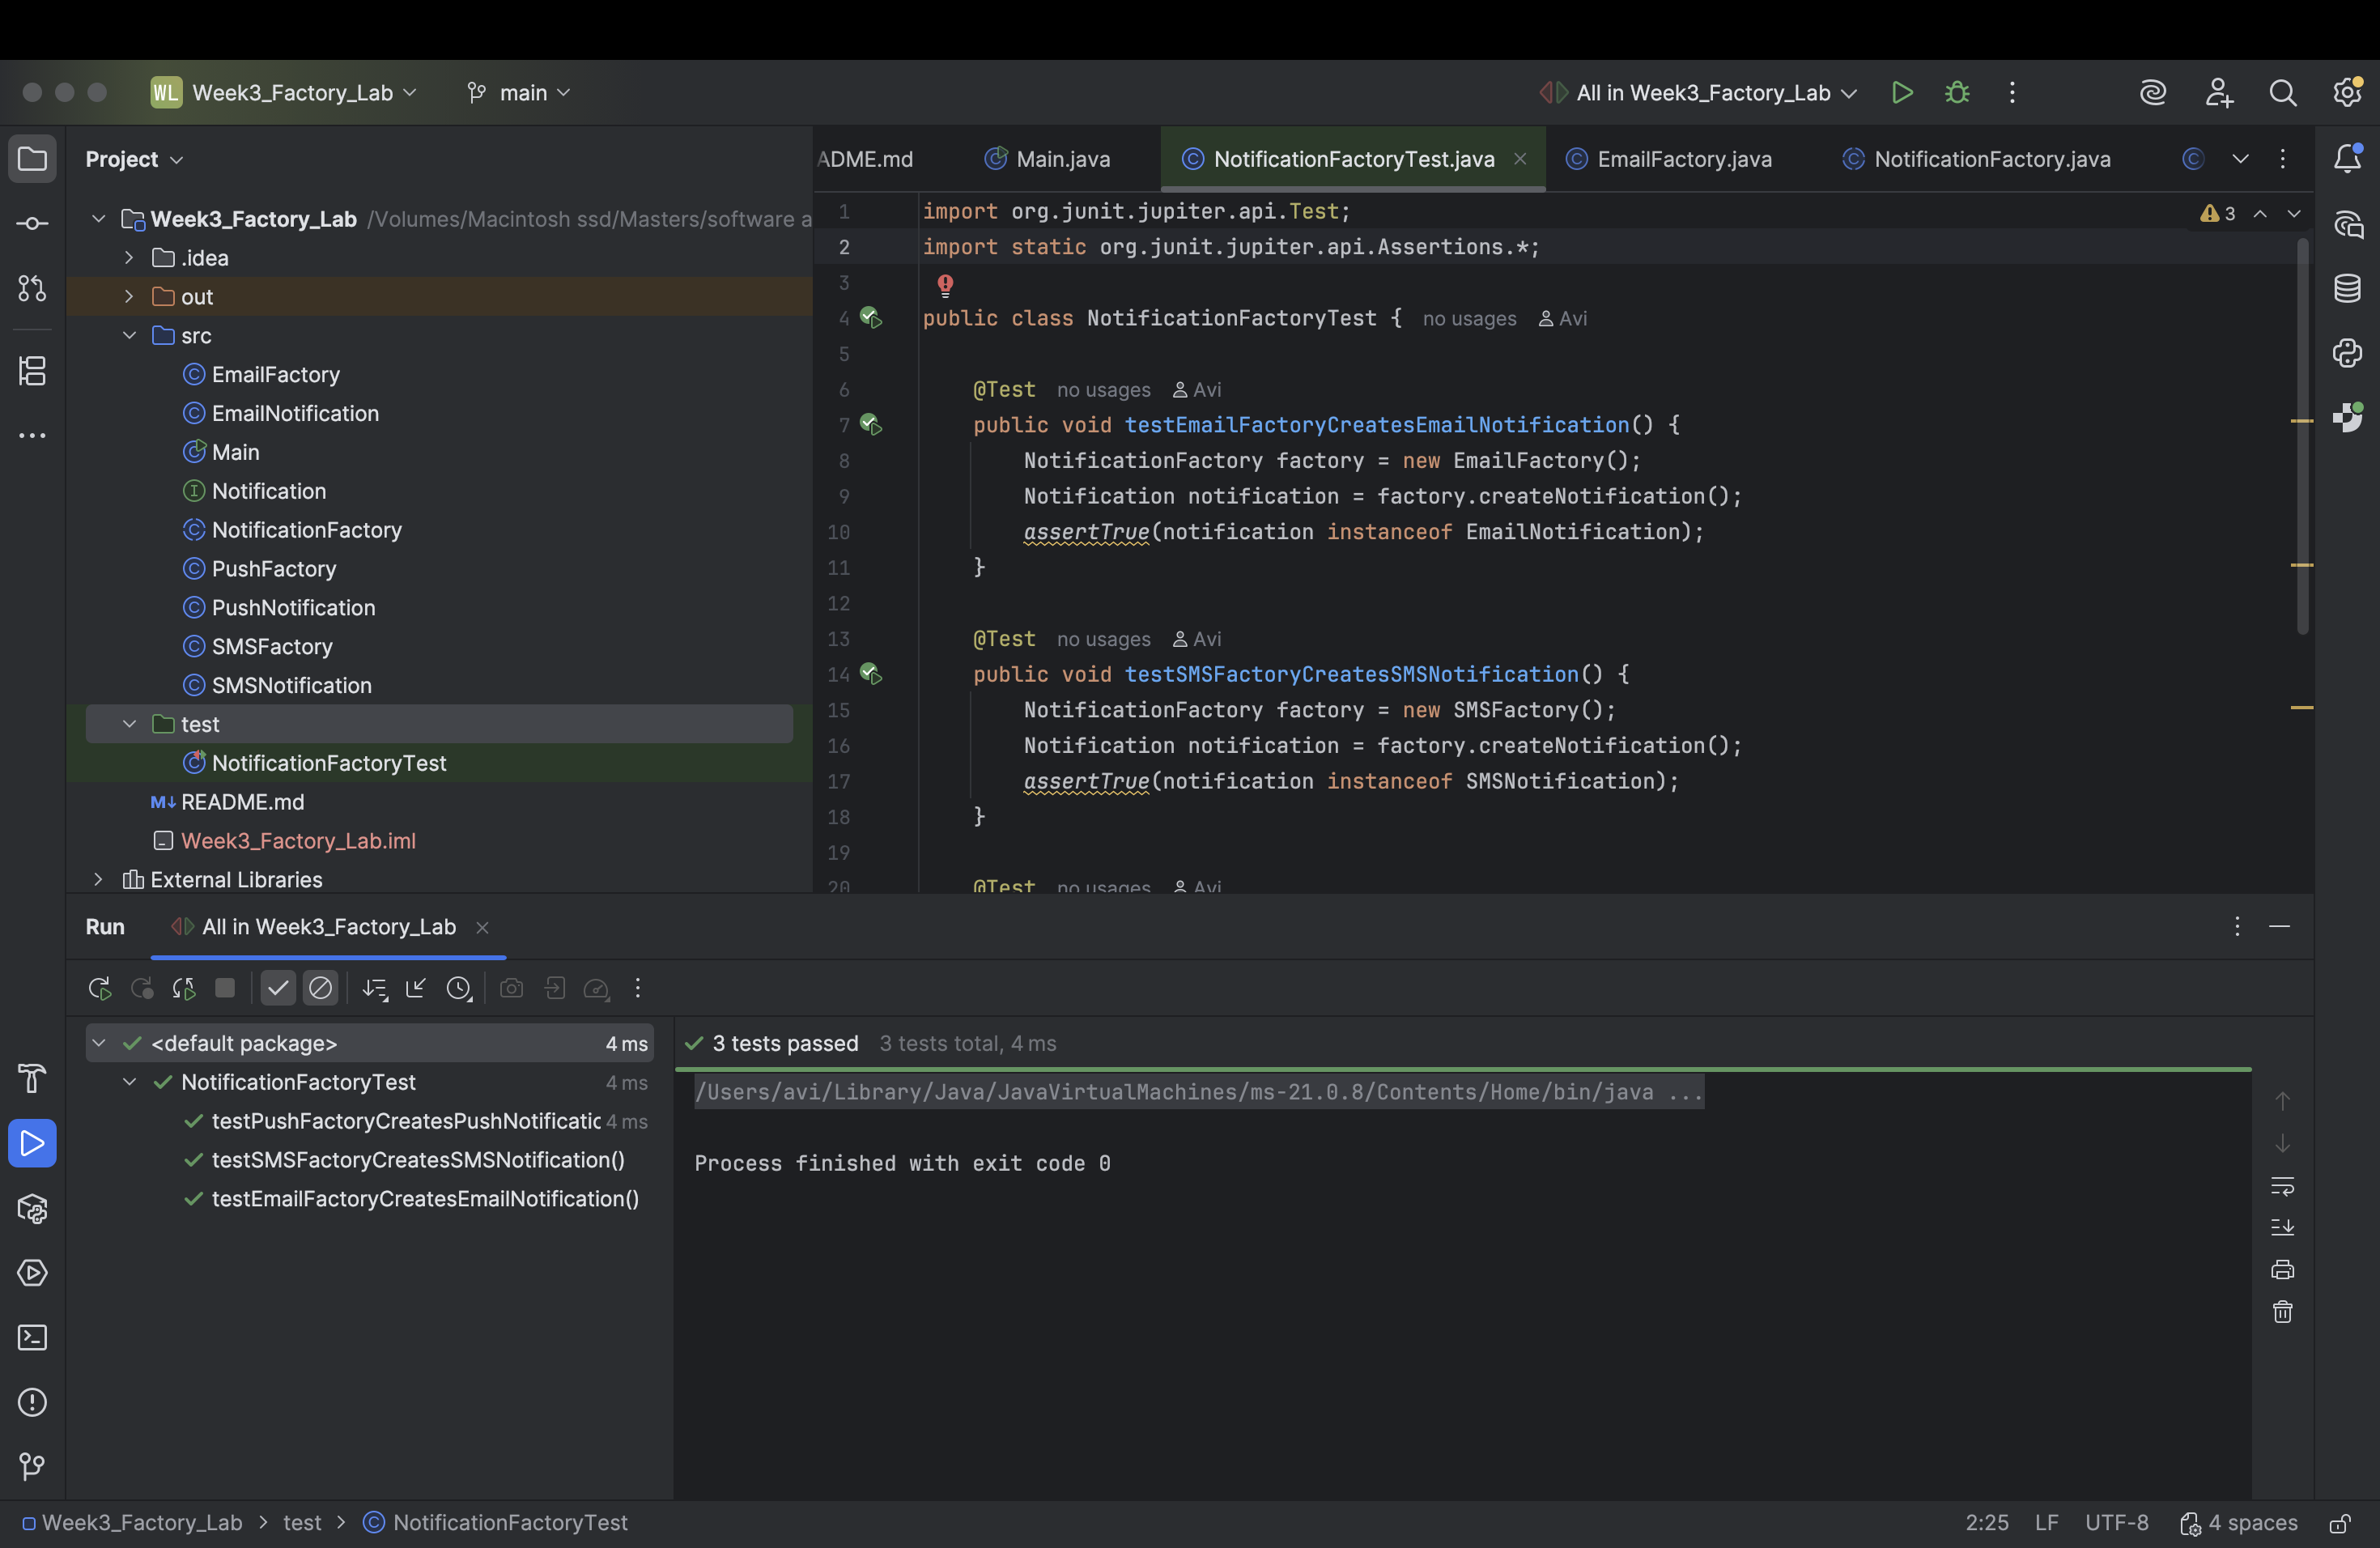 WL Week3_Factory_Lab main All in Week3_Factory_Lab
Project
Week3_Factory_Lab /Volumes/Macintosh ssd/Masters/software a
.idea
out
src
EmailFactory
EmailNotification
Main
Notification
NotificationFactory
PushFactory
PushNotification
SMSFactory
SMSNotification
test
NotificationFactoryTest
README.md
Week3_Factory_Lab.iml
External Libraries
ADME.md Main.java NotificationFactoryTest.java EmailFactory.java NotificationFactory.java
3
1 import org.junit.jupiter.api.Test;
2 import static org.junit.jupiter.api.Assertions.*;
3
4 public class NotificationFactoryTest { no usages Avi
5
6 @Test no usages Avi
7 public void testEmailFactoryCreatesEmailNotification() {
8 NotificationFactory factory = new EmailFactory();
9 Notification notification = factory.createNotification();
10 assertTrue(notification instanceof EmailNotification);
11 }
12
13 @Test no usages Avi
14 public void testSMSFactoryCreatesSMSNotification() {
15 NotificationFactory factory = new SMSFactory();
16 Notification notification = factory.createNotification();
17 assertTrue(notification instanceof SMSNotification);
18 }
19
20 @Test no usages Avi
Run All in Week3_Factory_Lab
<default package> 4 ms
NotificationFactoryTest 4 ms
testPushFactoryCreatesPushNotificatic 4 ms
testSMSFactoryCreatesSMSNotification()
testEmailFactoryCreatesEmailNotification()
3 tests passed 3 tests total, 4 ms
/Users/avi/Library/Java/JavaVirtualMachines/ms-21.0.8/Contents/Home/bin/java ...
Process finished with exit code 0
Week3_Factory_Lab > test > NotificationFactoryTest
2:25 LF UTF-8 4 spaces